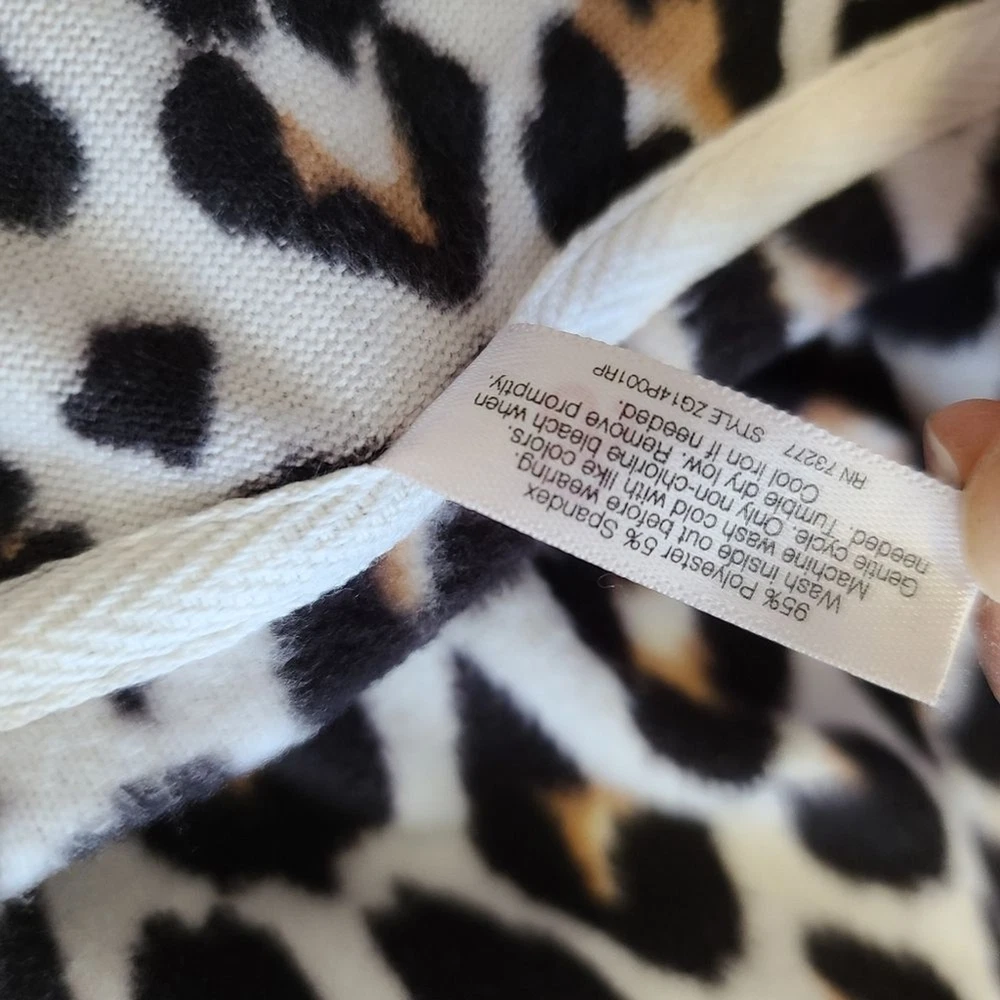 95% Polyester 5% Spandex
Wash inside out before wearing.
Machine wash cold with like colors.
Gentle cycle. Only non-chlorine bleach when
needed. Tumble dry low. Remove promptly.
Cool iron if needed.
RN 73277 STYLE ZG14P001RP